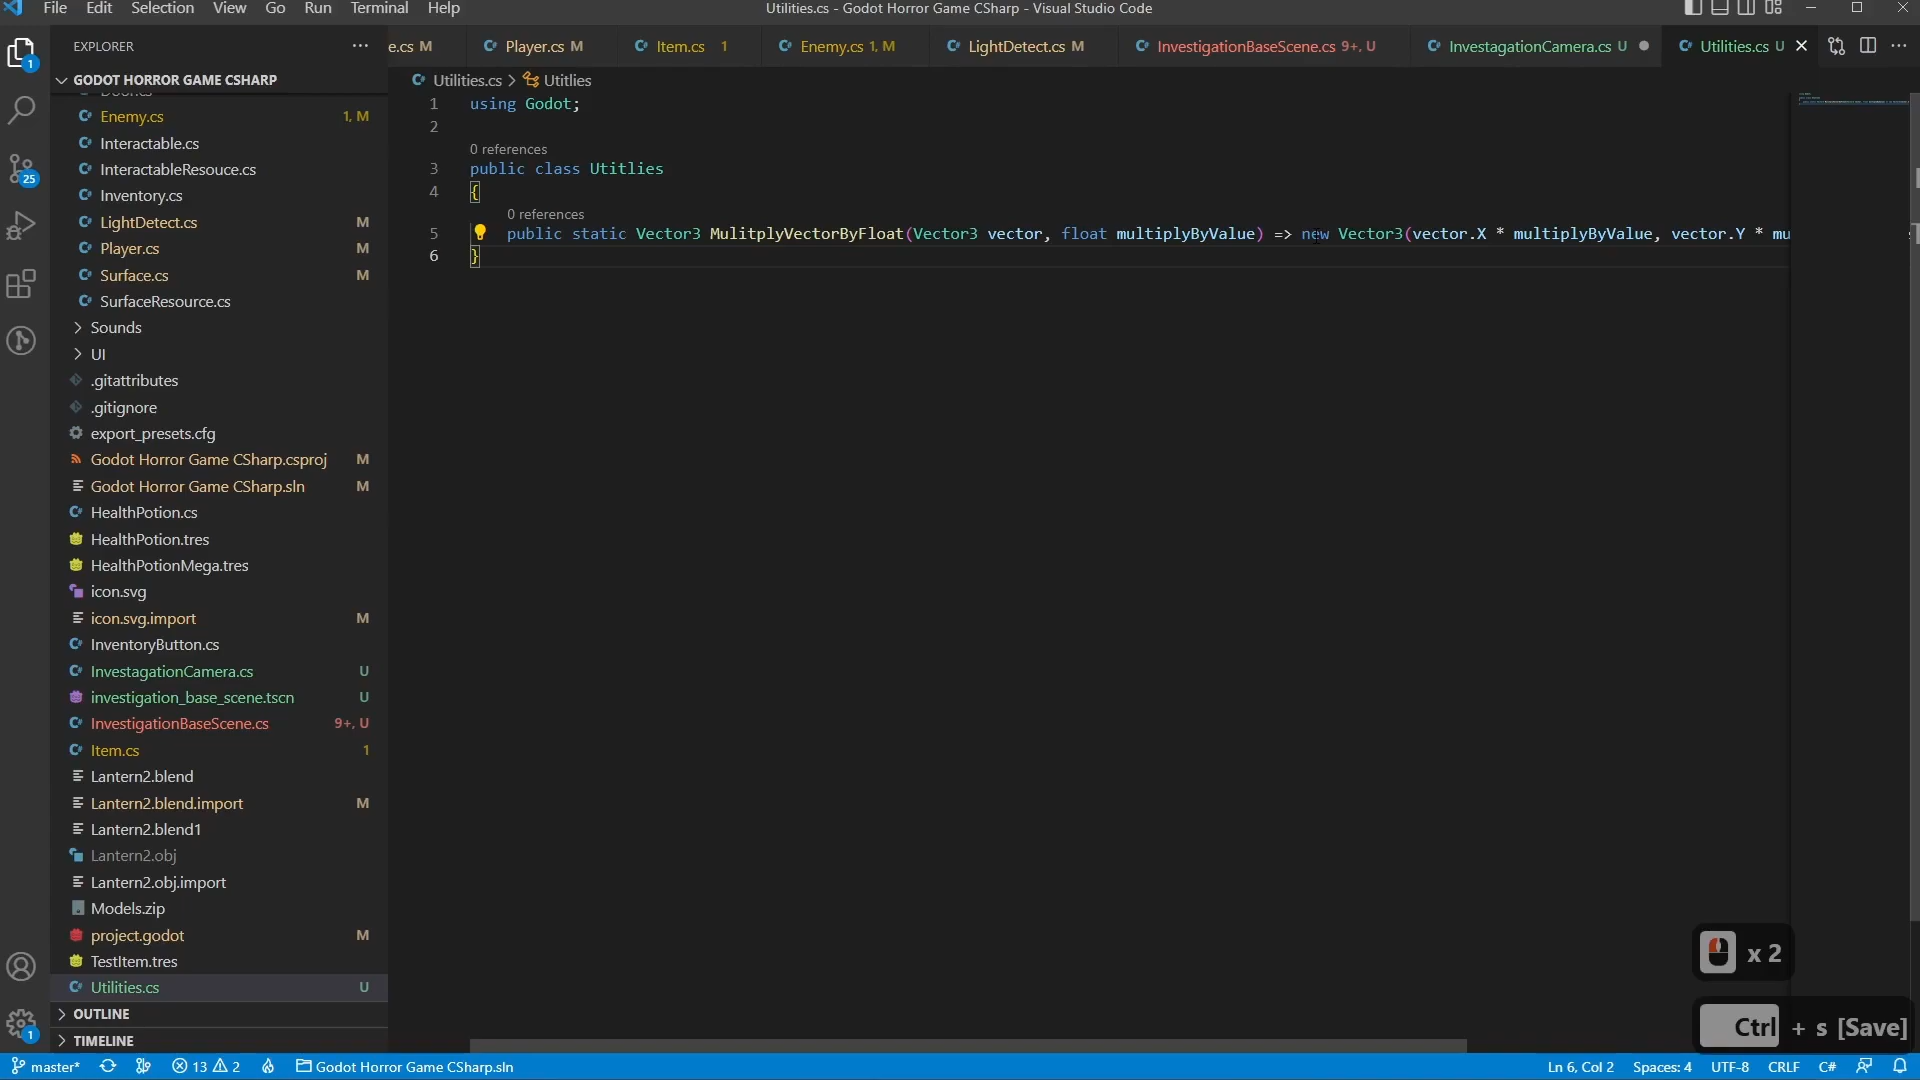 File Edit Selection View Go Run Terminal Help
Utilities.cs - Godot Horror Game CSharp - Visual Studio Code
EXPLORER
e.cs M
Player.cs M
Item.cs 1
Enemy.cs 1, M
LightDetect.cs M
InvestigationBaseScene.cs 9+, U
InvestagationCamera.cs U
Utilities.cs U
GODOT HORROR GAME CSHARP
Utilities.cs > Utitlies
Door.cs
Enemy.cs 1, M
Interactable.cs
InteractableResouce.cs
Inventory.cs
LightDetect.cs M
Player.cs M
Surface.cs M
SurfaceResource.cs
Sounds
UI
.gitattributes
.gitignore
export_presets.cfg
Godot Horror Game CSharp.csproj M
Godot Horror Game CSharp.sln M
HealthPotion.cs
HealthPotion.tres
HealthPotionMega.tres
icon.svg
icon.svg.import M
InventoryButton.cs
InvestagationCamera.cs U
investigation_base_scene.tscn U
InvestigationBaseScene.cs 9+, U
Item.cs 1
Lantern2.blend
Lantern2.blend.import M
Lantern2.blend1
Lantern2.obj
Lantern2.obj.import
Models.zip
project.godot M
TestItem.tres
Utilities.cs U
OUTLINE
TIMELINE
1
25
1
1 using Godot;
2
0 references
3 public class Utitlies
4 {
0 references
5 public static Vector3 MulitplyVectorByFloat(Vector3 vector, float multiplyByValue) => new Vector3(vector.X * multiplyByValue, vector.Y * mu
6 }
x 2
Ctrl + s [Save]
master* 13 2 Godot Horror Game CSharp.sln
Ln 6, Col 2 Spaces: 4 UTF-8 CRLF C#